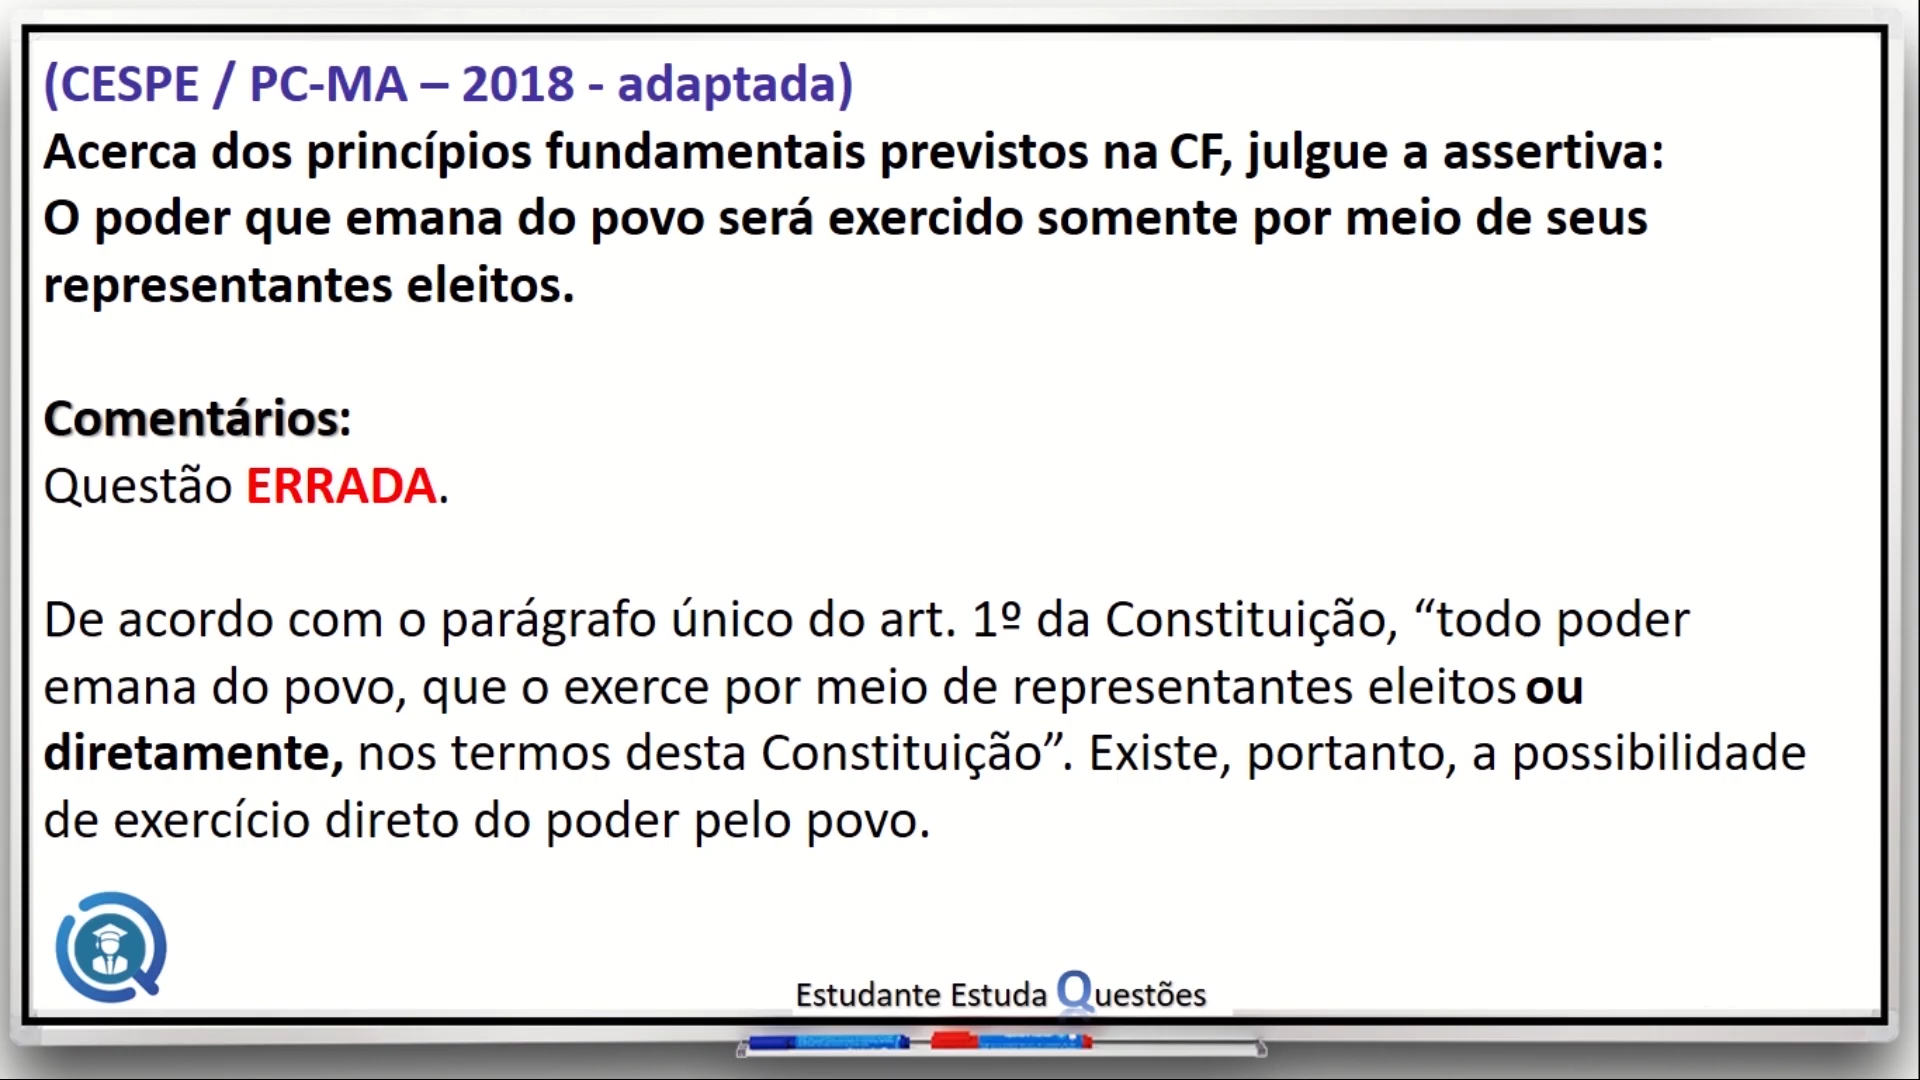 (CESPE / PC-MA – 2018 - adaptada)
Acerca dos princípios fundamentais previstos na CF, julgue a assertiva:
O poder que emana do povo será exercido somente por meio de seus
representantes eleitos.
Comentários:
Questão ERRADA.
De acordo com o parágrafo único do art. 1º da Constituição, “todo poder
emana do povo, que o exerce por meio de representantes eleitos ou
diretamente, nos termos desta Constituição”. Existe, portanto, a possibilidade
de exercício direto do poder pelo povo.
Estudante Estuda Questões